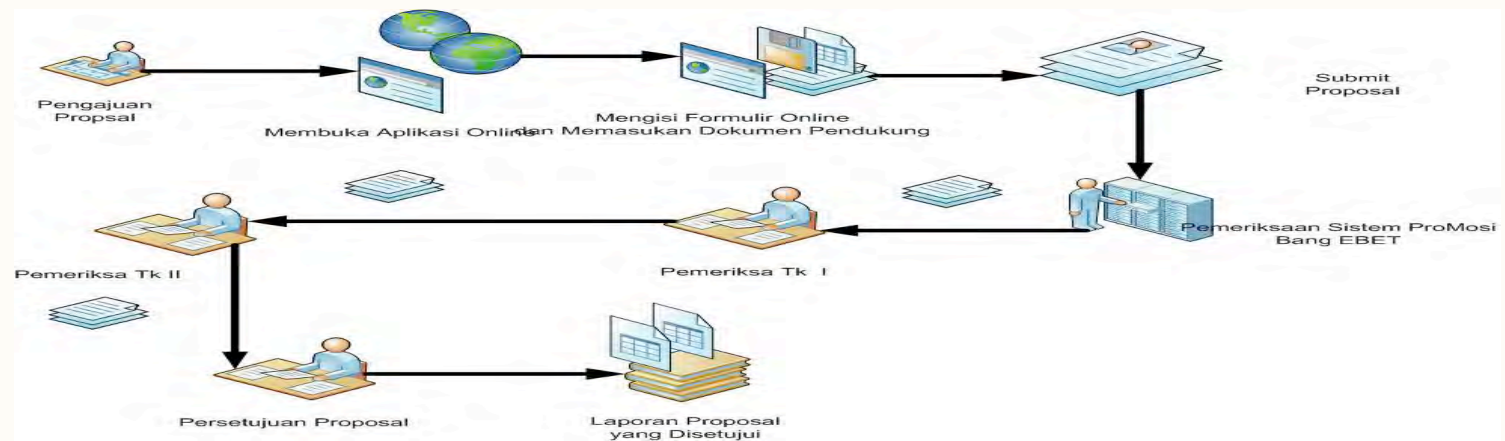 Pengajuan
Propsal
Membuka Aplikasi Online
Mengisi Formulir Online
dan Memasukan Dokumen Pendukung
Submit
Proposal
Pemeriksaan Sistem ProMosi
Bang EBET
Pemeriksa Tk I
Pemeriksa Tk II
Persetujuan Proposal
Laporan Proposal
yang Disetujui